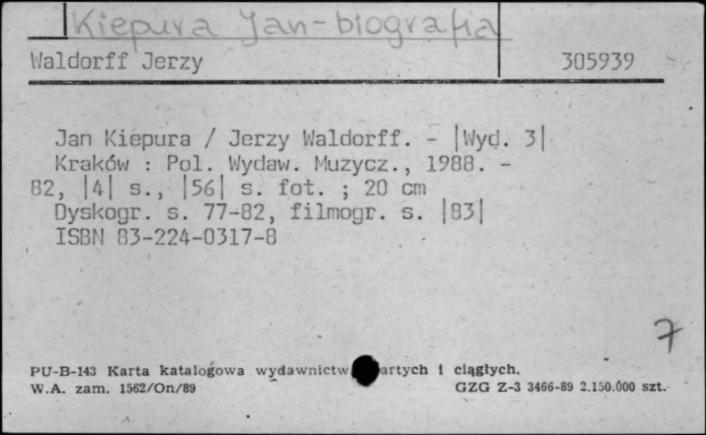 Kiepura Jan-biografia
Waldorff Jerzy 305939
Jan Kiepura / Jerzy Waldorff. - |Wyd. 3|
Kraków : Pol. Wydaw. Muzycz., 1988. -
82, |4| s., |56| s. fot. ; 20 cm
Dyskogr. s. 77-82, filmogr. s. |83|
ISBN 83-224-0317-8
7
PU-B-143 Karta katalogowa wydawnictw artych i ciągłych.
W.A. zam. 1562/On/89 GZG Z-3 3466-89 2.150.000 szt.